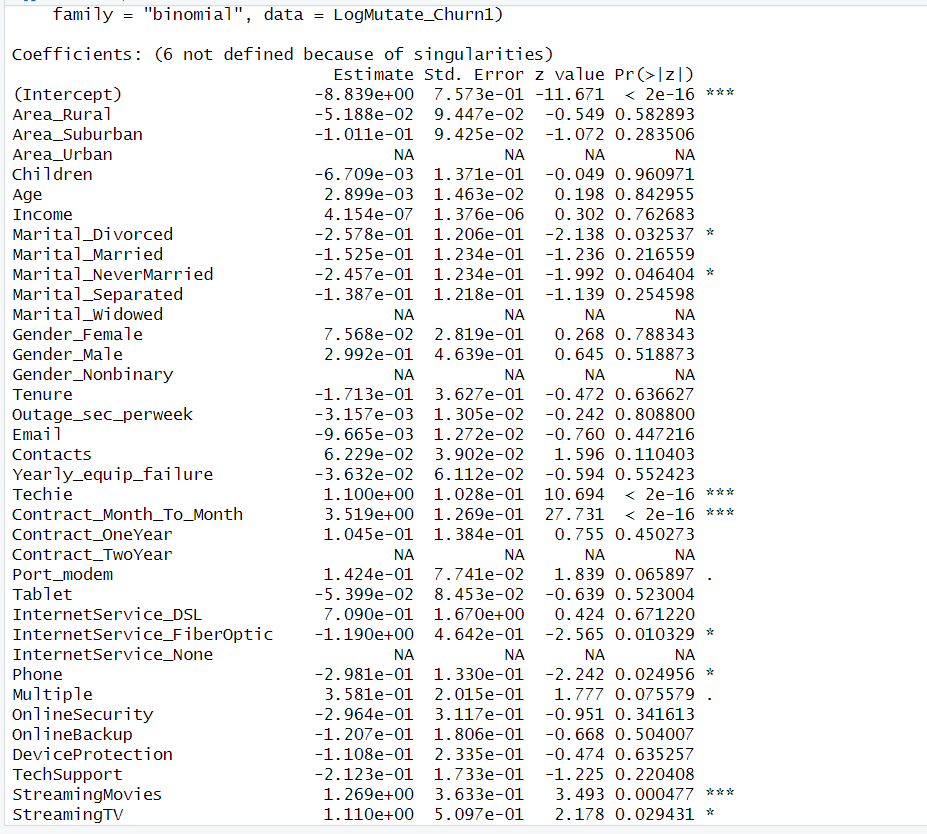 family = "binomial", data = LogMutate_Churn1)
Coefficients: (6 not defined because of singularities)
Estimate Std. Error z value Pr(>|z|)
(Intercept) -8.839e+00 7.573e-01 -11.671 < 2e-16 ***
Area_Rural -5.188e-02 9.447e-02 -0.549 0.582893
Area_Suburban -1.011e-01 9.425e-02 -1.072 0.283506
Area_Urban NA NA NA NA
Children -6.709e-03 1.371e-01 -0.049 0.960971
Age 2.899e-03 1.463e-02 0.198 0.842955
Income 4.154e-07 1.376e-06 0.302 0.762683
Marital_Divorced -2.578e-01 1.206e-01 -2.138 0.032537 *
Marital_Married -1.525e-01 1.234e-01 -1.236 0.216559
Marital_NeverMarried -2.457e-01 1.234e-01 -1.992 0.046404 *
Marital_Separated -1.387e-01 1.218e-01 -1.139 0.254598
Marital_Widowed NA NA NA NA
Gender_Female 7.568e-02 2.819e-01 0.268 0.788343
Gender_Male 2.992e-01 4.639e-01 0.645 0.518873
Gender_Nonbinary NA NA NA NA
Tenure -1.713e-01 3.627e-01 -0.472 0.636627
Outage_sec_perweek -3.157e-03 1.305e-02 -0.242 0.808800
Email -9.665e-03 1.272e-02 -0.760 0.447216
Contacts 6.229e-02 3.902e-02 1.596 0.110403
Yearly_equip_failure -3.632e-02 6.112e-02 -0.594 0.552423
Techie 1.100e+00 1.028e-01 10.694 < 2e-16 ***
Contract_Month_To_Month 3.519e+00 1.269e-01 27.731 < 2e-16 ***
Contract_OneYear 1.045e-01 1.384e-01 0.755 0.450273
Contract_TwoYear NA NA NA NA
Port_modem 1.424e-01 7.741e-02 1.839 0.065897 .
Tablet -5.399e-02 8.453e-02 -0.639 0.523004
InternetService_DSL 7.090e-01 1.670e+00 0.424 0.671220
InternetService_FiberOptic -1.190e+00 4.642e-01 -2.565 0.010329 *
InternetService_None NA NA NA NA
Phone -2.981e-01 1.330e-01 -2.242 0.024956 *
Multiple 3.581e-01 2.015e-01 1.777 0.075579 .
OnlineSecurity -2.964e-01 3.117e-01 -0.951 0.341613
OnlineBackup -1.207e-01 1.806e-01 -0.668 0.504007
DeviceProtection -1.108e-01 2.335e-01 -0.474 0.635257
TechSupport -2.123e-01 1.733e-01 -1.225 0.220408
StreamingMovies 1.269e+00 3.633e-01 3.493 0.000477 ***
StreamingTV 1.110e+00 5.097e-01 2.178 0.029431 *